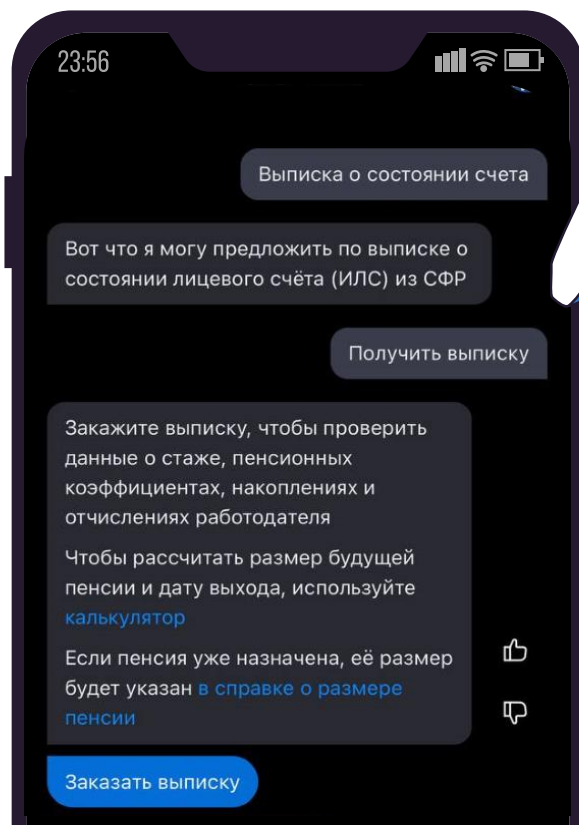 23:56
Выписка о состоянии счета
Вот что я могу предложить по выписке о
состоянии лицевого счёта (ИЛС) из СФР
Получить выписку
Закажите выписку, чтобы проверить
данные о стаже, пенсионных
коэффициентах, накоплениях и
отчислениях работодателя
Чтобы рассчитать размер будущей
пенсии и дату выхода, используйте
калькулятор
Если пенсия уже назначена, её размер
будет указан в справке о размере
пенсии
Заказать выписку